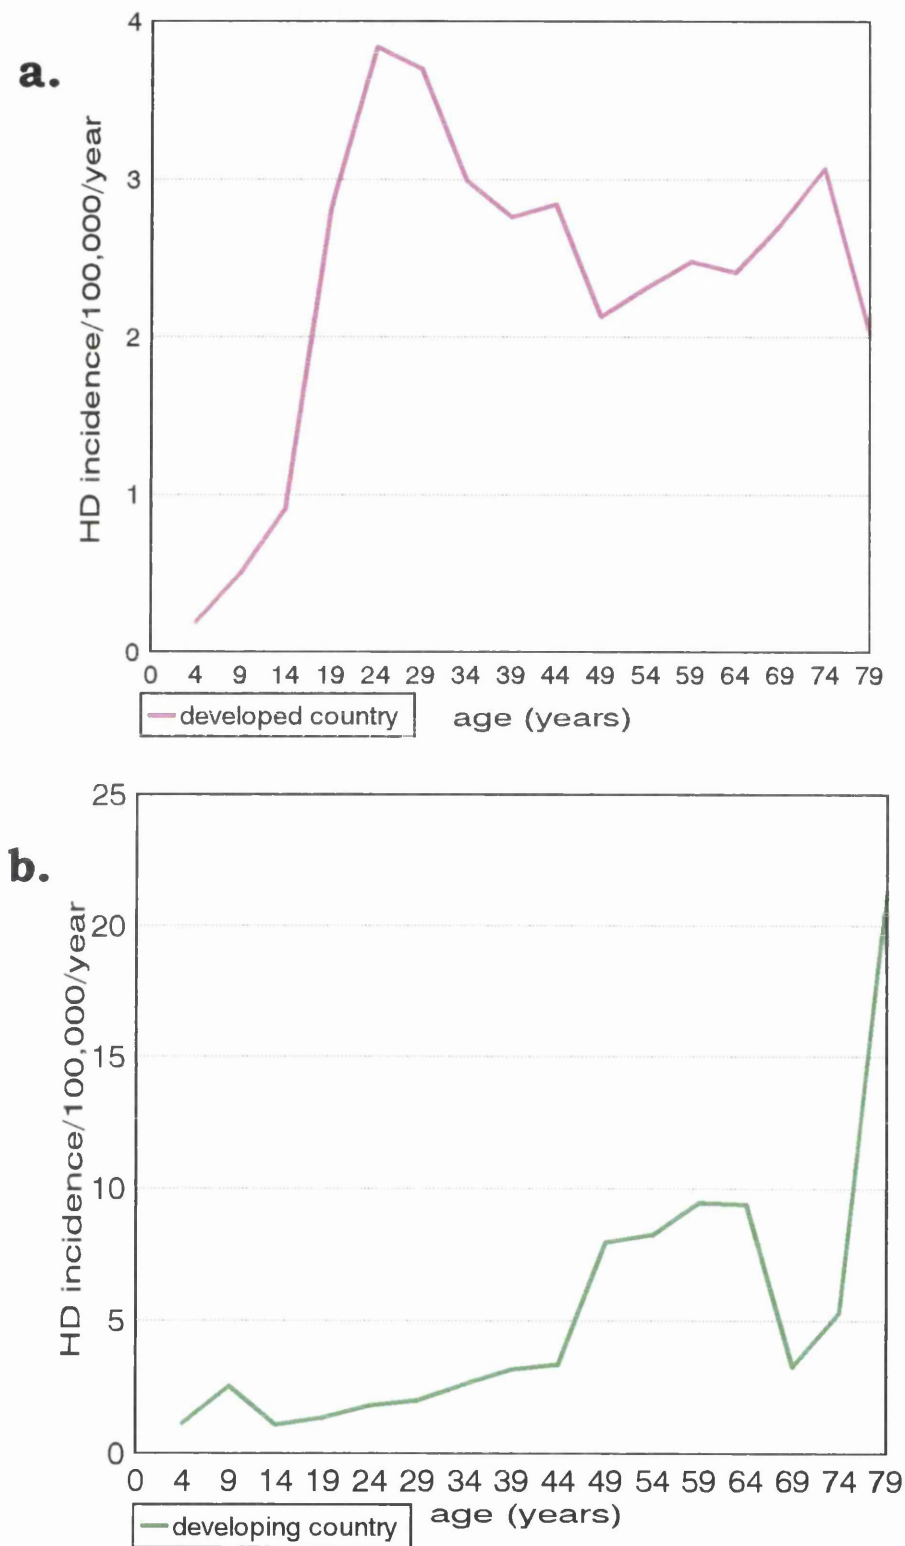 a.
HD incidence/100,000/year
4
3
2
1
0
0 4 9 14 19 24 29 34 39 44 49 54 59 64 69 74 79
developed country
age (years)
b.
HD incidence/100,000/year
25
20
15
10
5
0
0 4 9 14 19 24 29 34 39 44 49 54 59 64 69 74 79
age (years)
developing country